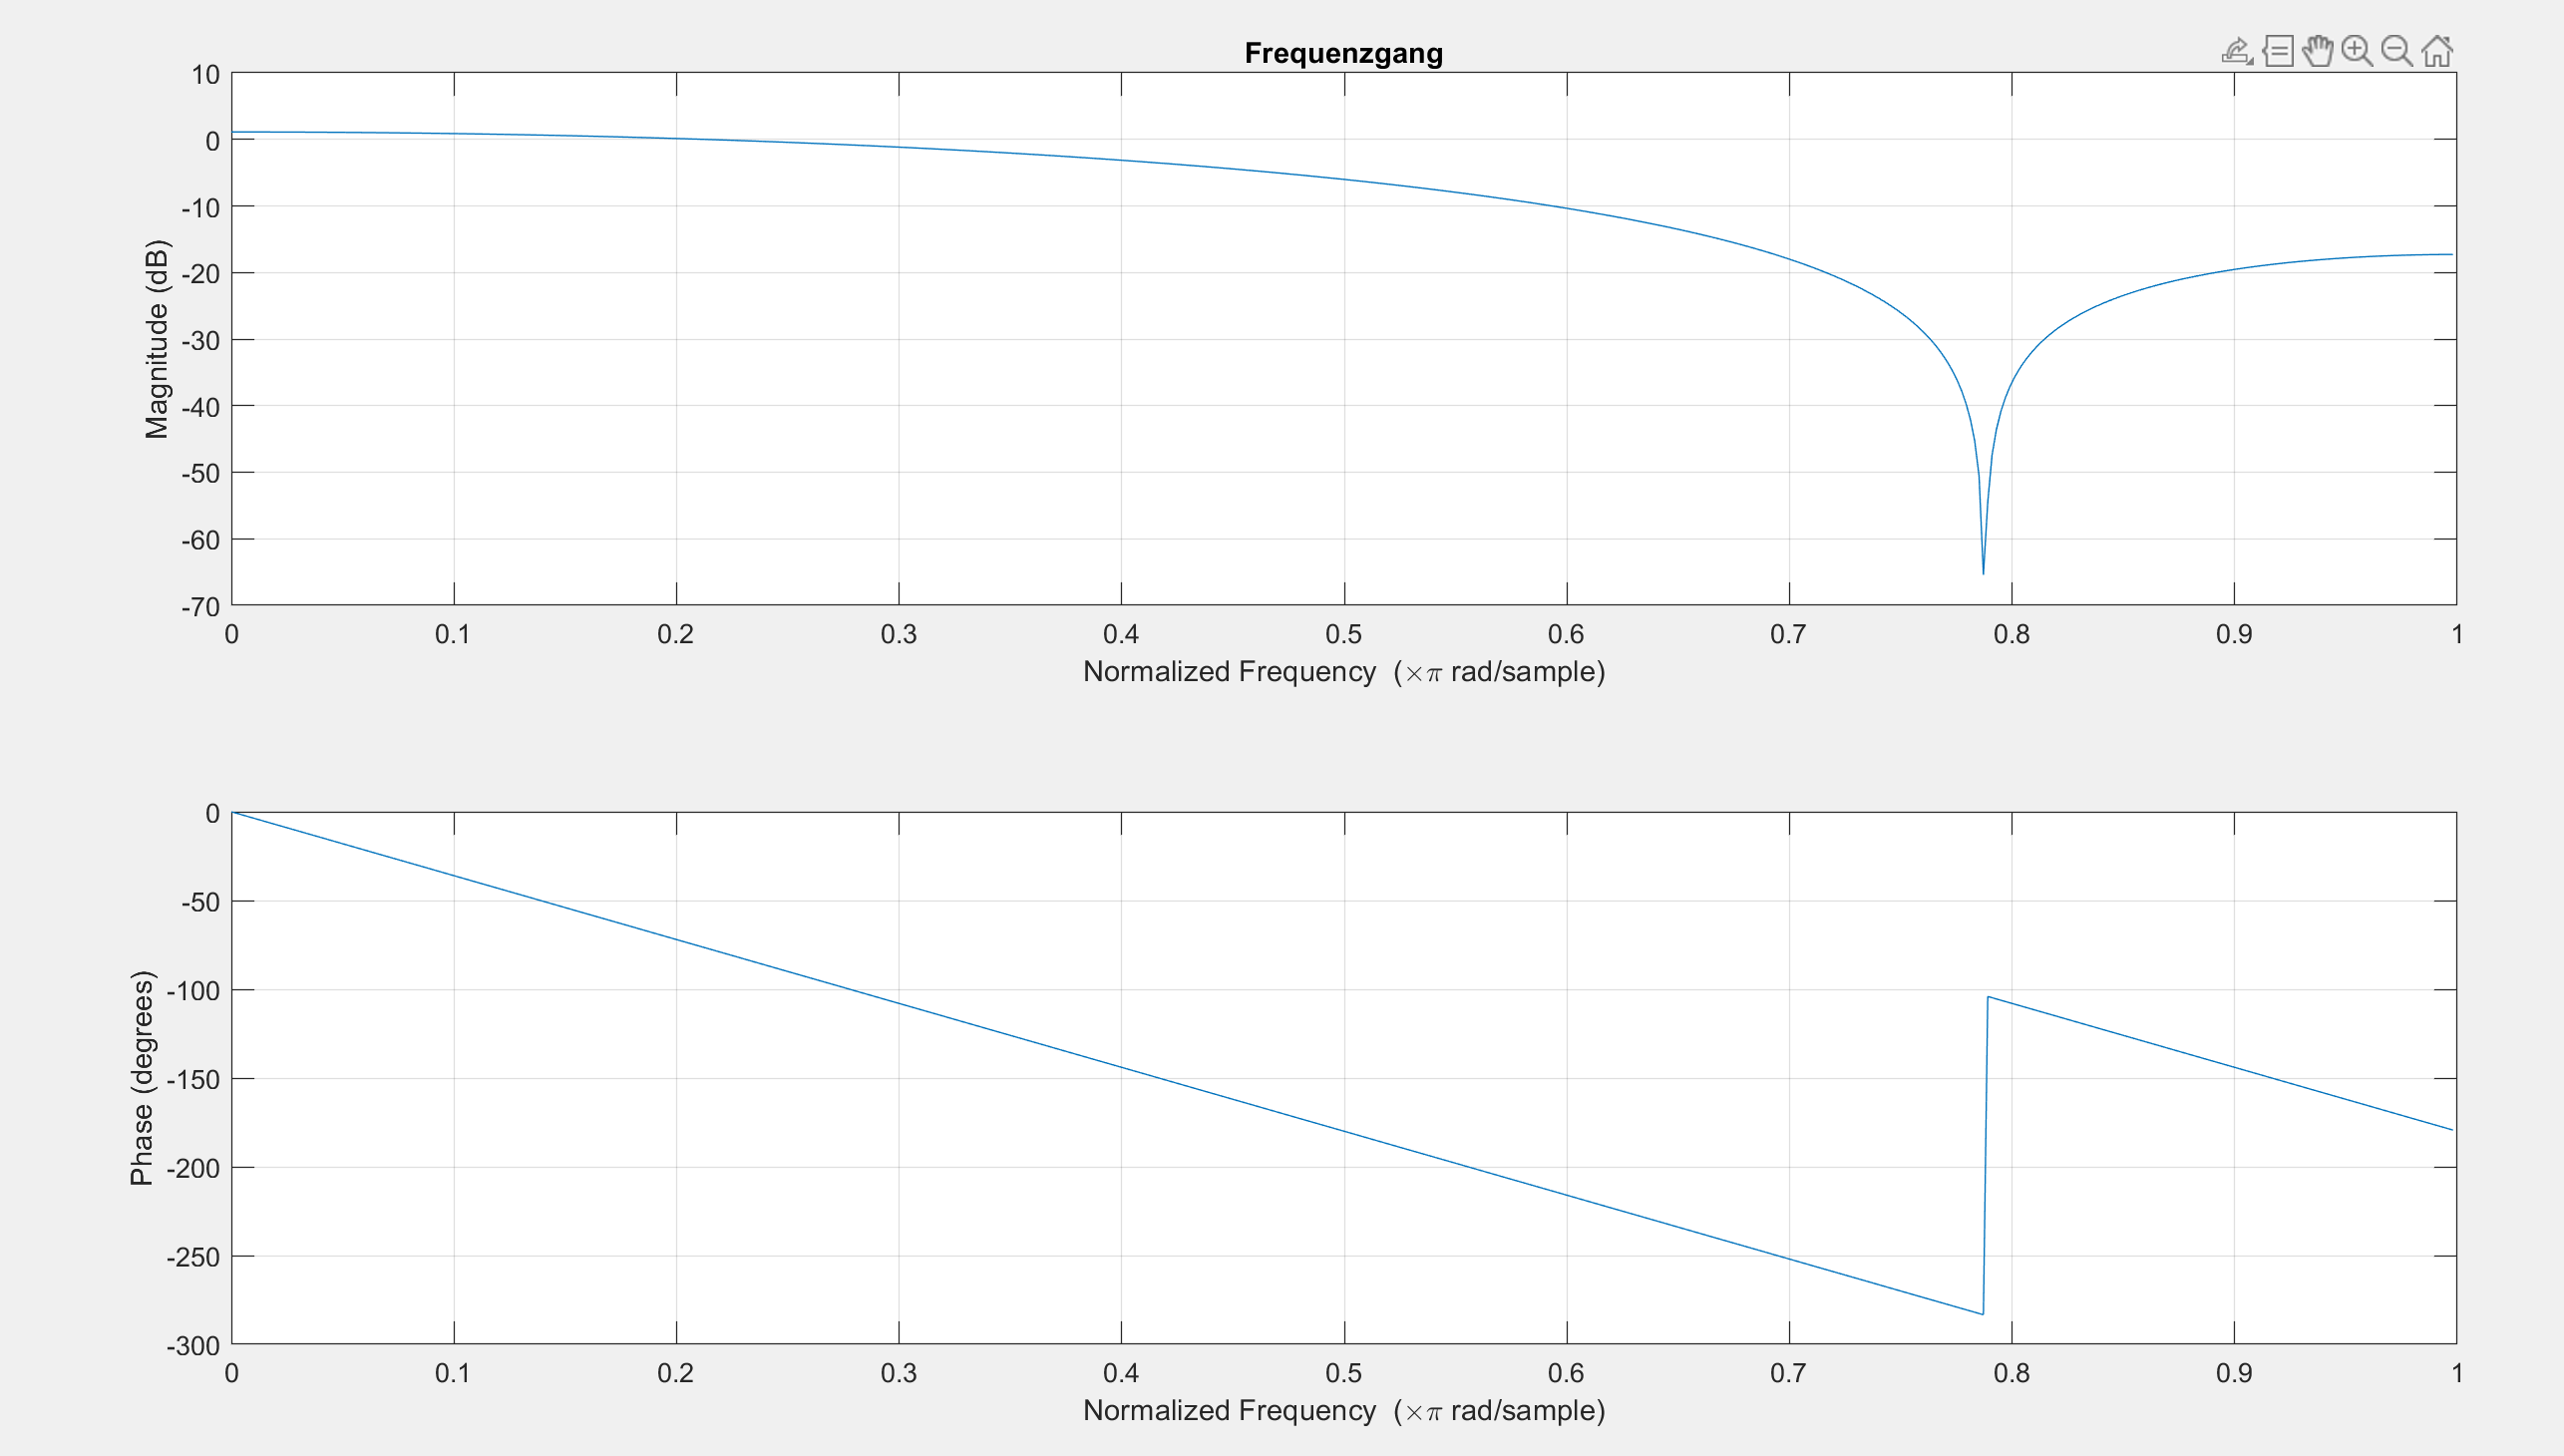 Frequenzgang
10
0
-10
-20
-30
-40
-50
-60
-70
Magnitude (dB)
0 0.1 0.2 0.3 0.4 0.5 0.6 0.7 0.8 0.9 1
Normalized Frequency (×π rad/sample)
0
-50
-100
-150
-200
-250
-300
Phase (degrees)
0 0.1 0.2 0.3 0.4 0.5 0.6 0.7 0.8 0.9 1
Normalized Frequency (×π rad/sample)